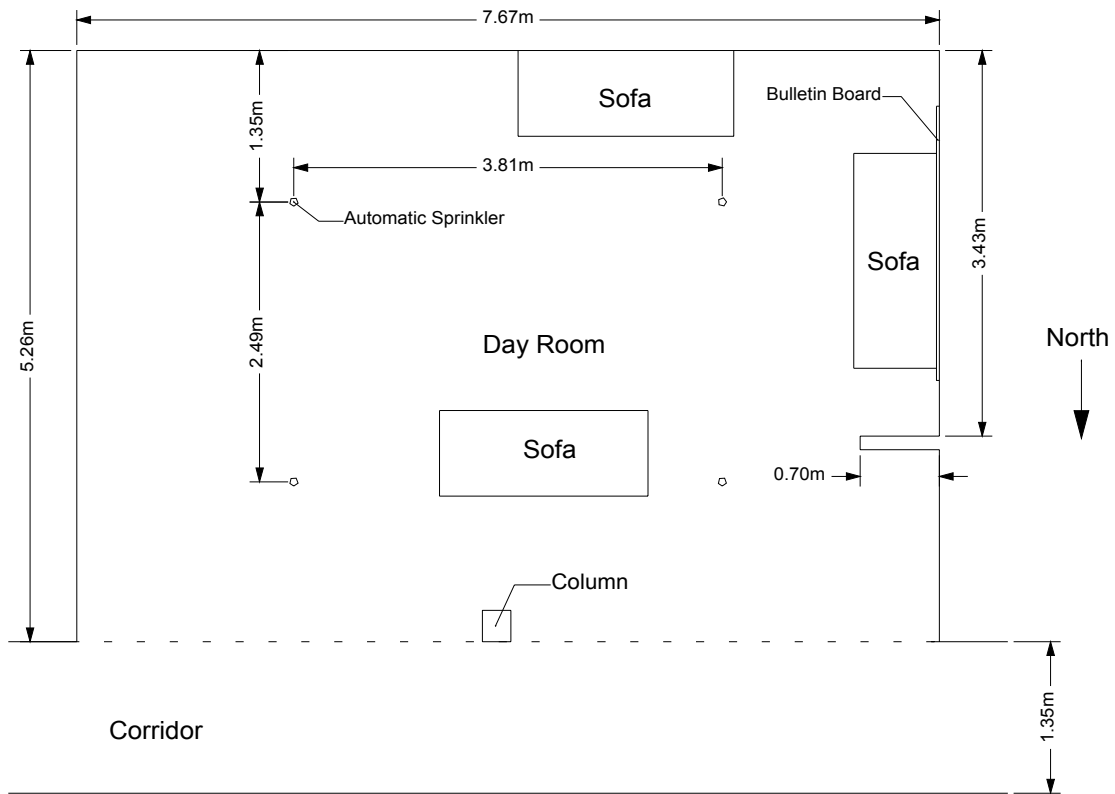 7.67m
Sofa
Bulletin Board
1.35m
3.81m
Automatic Sprinkler
Sofa
3.43m
5.26m
2.49m
Day Room
North
Sofa
0.70m
Column
Corridor
1.35m